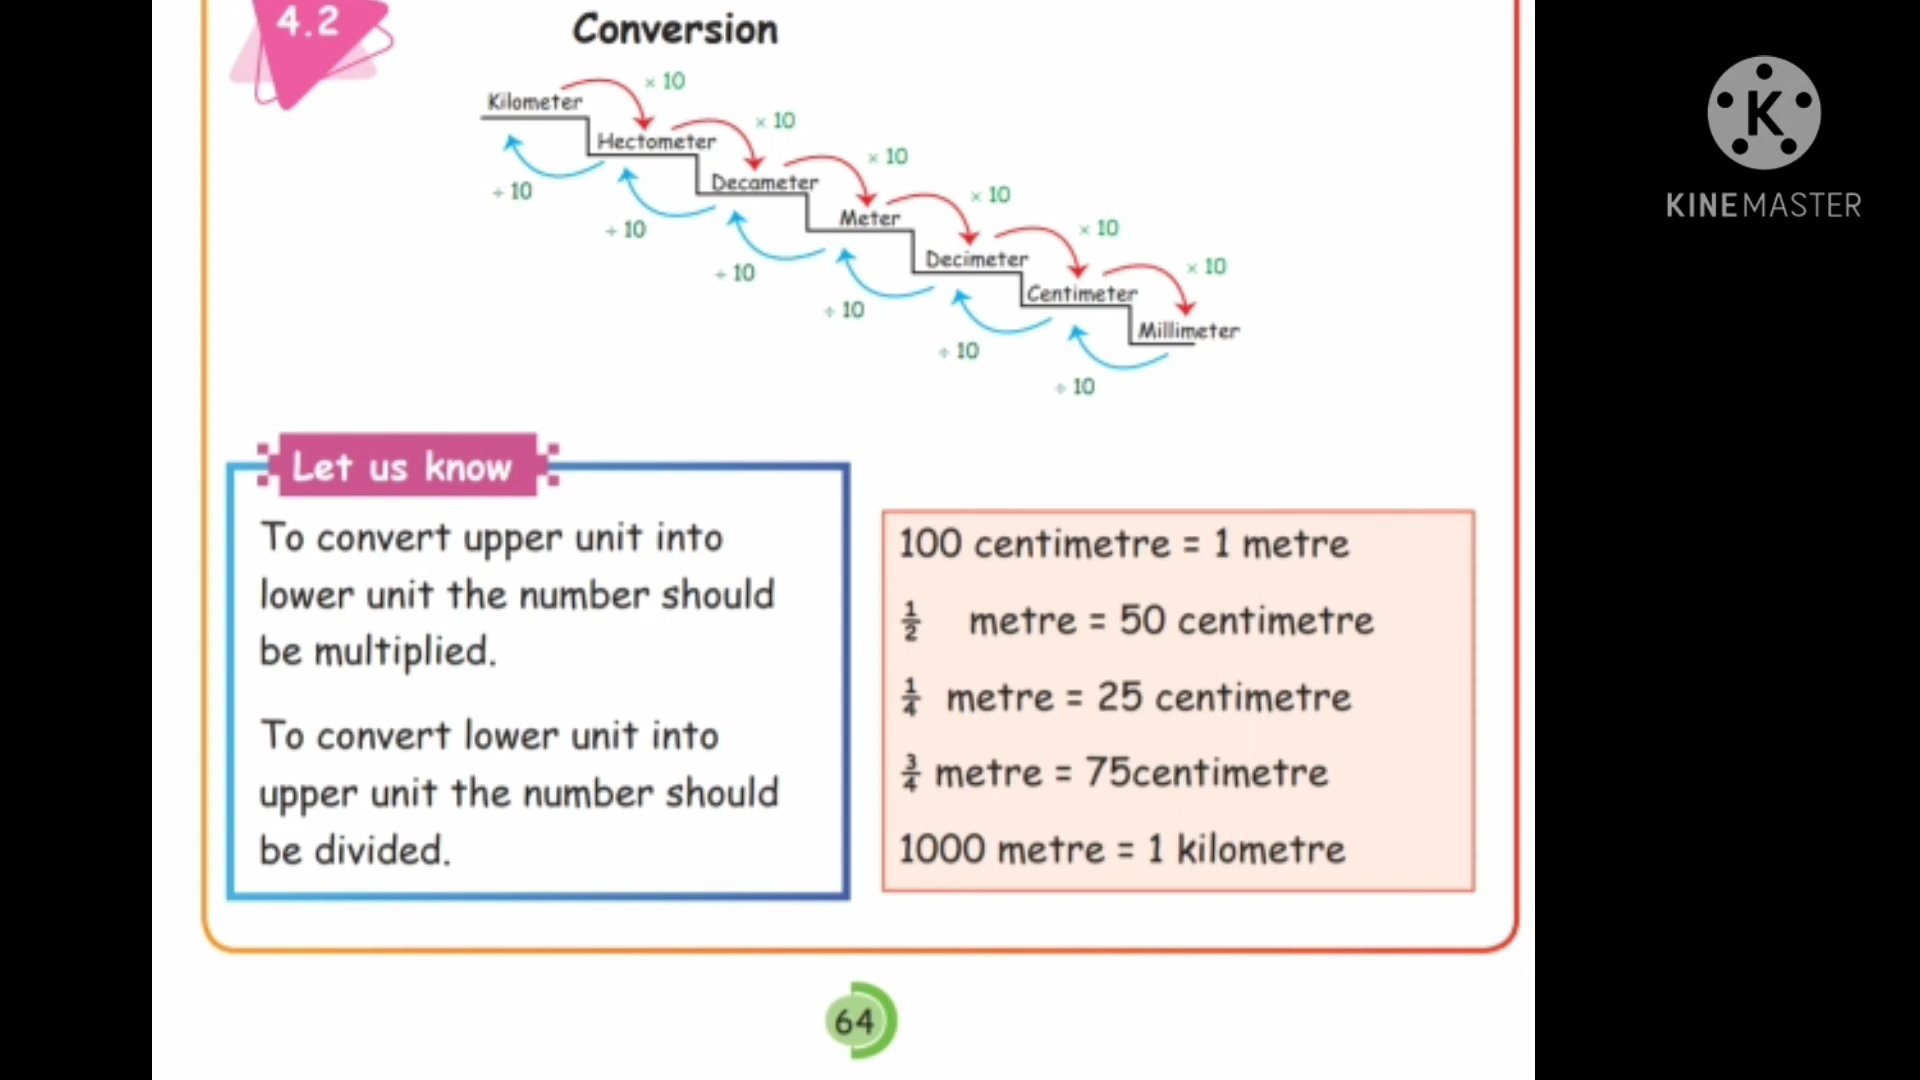 4.2
Conversion
Kilometer
× 10
Hectometer
× 10
÷ 10
Decameter
× 10
÷ 10
Meter
× 10
÷ 10
Decimeter
× 10
÷ 10
Centimeter
× 10
÷ 10
Millimeter
÷ 10
Let us know
To convert upper unit into
lower unit the number should
be multiplied.
To convert lower unit into
upper unit the number should
be divided.
100 centimetre = 1 metre
1/2 metre = 50 centimetre
1/4 metre = 25 centimetre
3/4 metre = 75centimetre
1000 metre = 1 kilometre
64
K
KINEMASTER